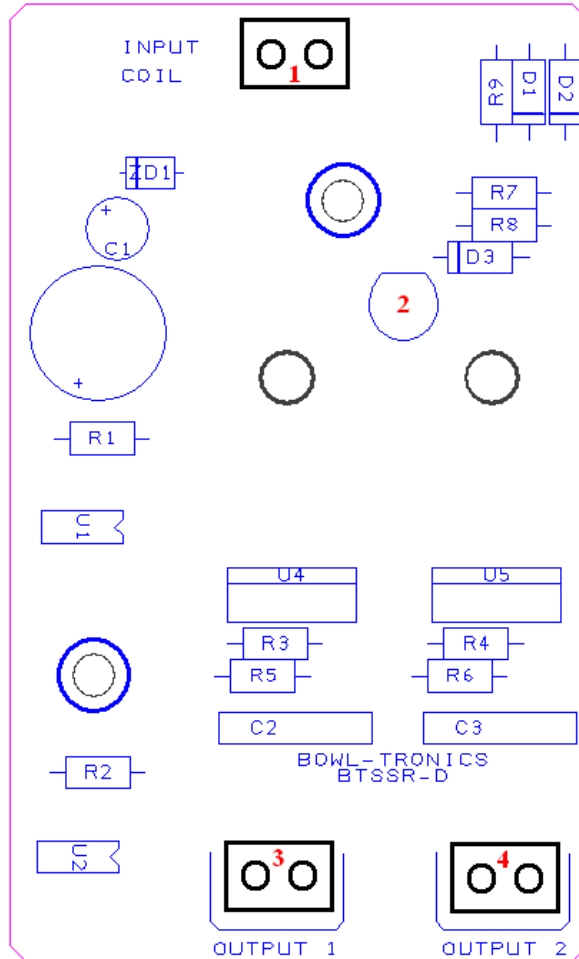 INPUT
COIL
1
R9
D1
D2
ZD1
+
C1
R7
R8
D3
2
+
R1
U1
U4
U5
R3
R4
R5
R6
C2
C3
BOWL-TRONICS
BTSSR-D
R2
U2
3
4
OUTPUT 1
OUTPUT 2